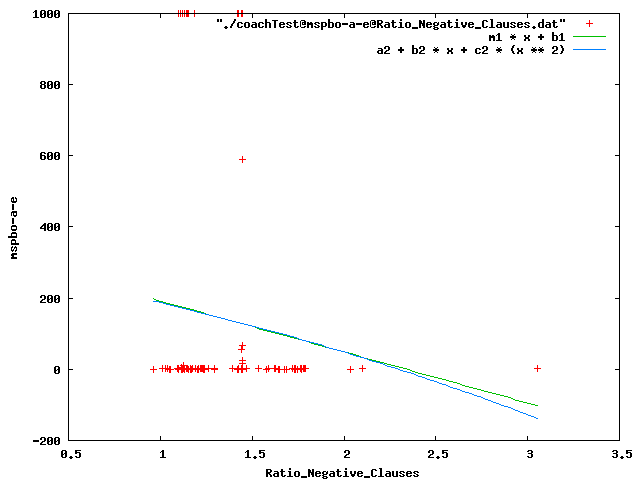 "./coachTest@mspbo-a-e@Ratio_Negative_Clauses.dat"
m1 * x + b1
a2 + b2 * x + c2 * (x ** 2)
1000
800
600
400
200
0
-200
mspbo-a-e
0.5 1 1.5 2 2.5 3 3.5
Ratio_Negative_Clauses